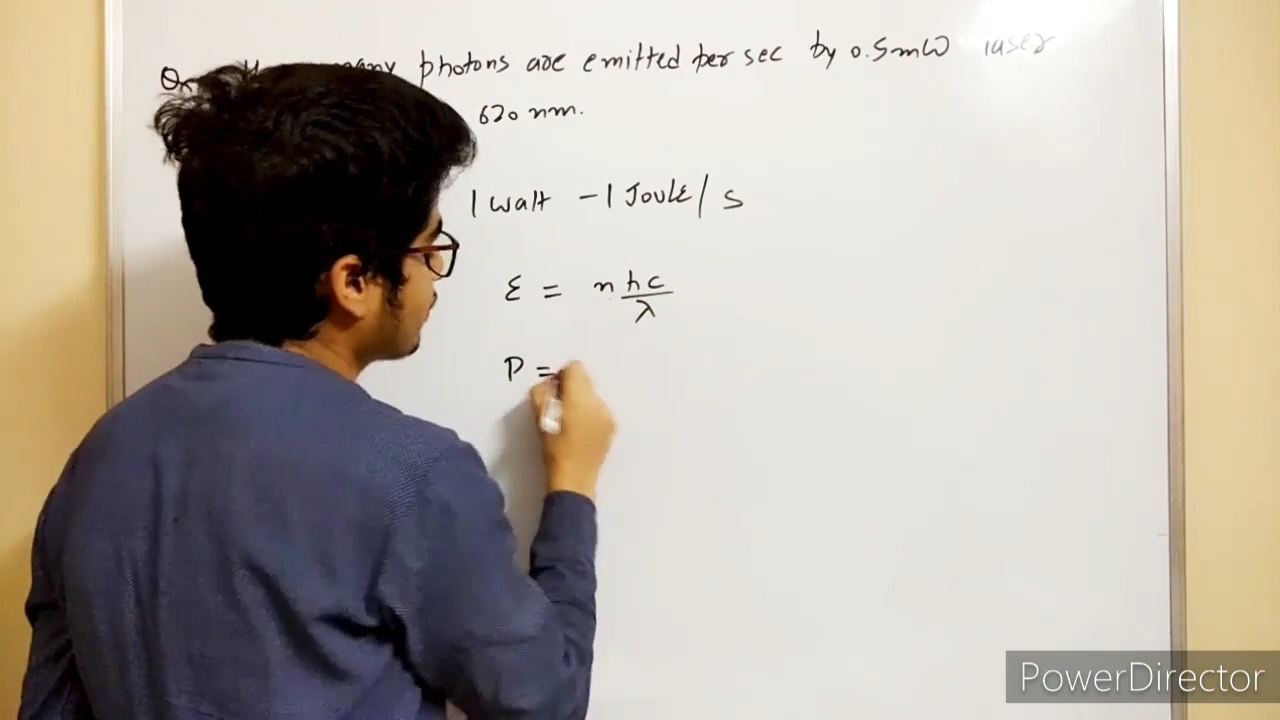 Q photons are emitted per sec by 0.5mW laser
620 nm.
1 watt - 1 Joule / s
E = n hc/λ
P =
PowerDirector